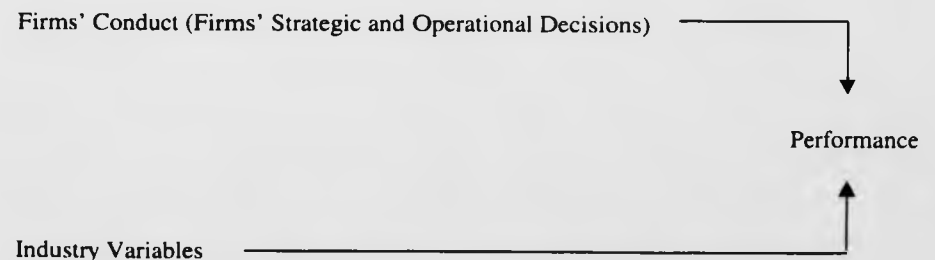 Firms' Conduct (Firms' Strategic and Operational Decisions)
Performance
Industry Variables